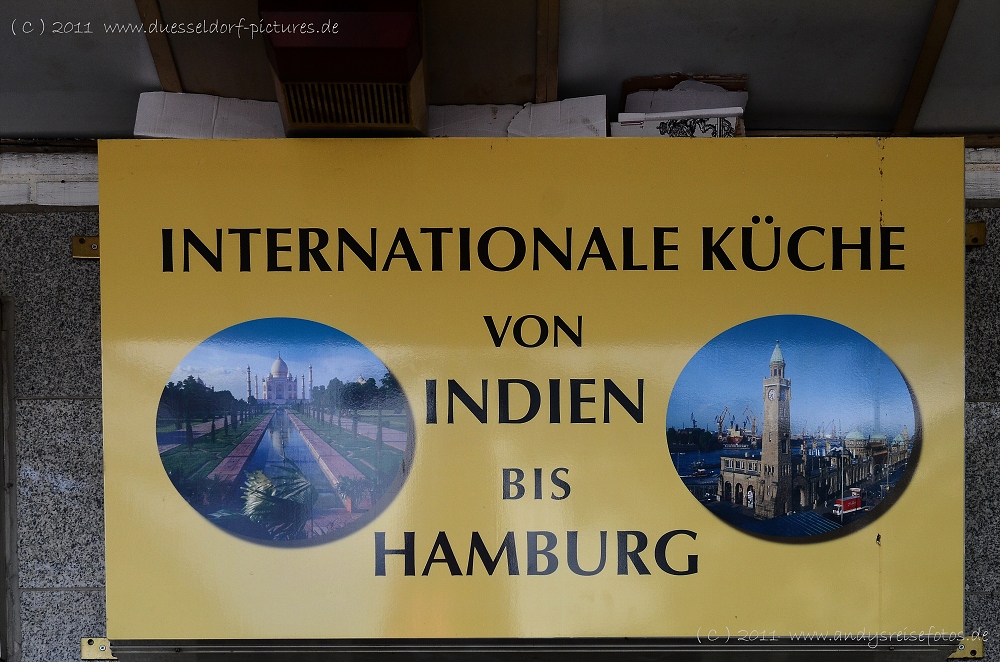 (C) 2011 www.duesseldorf-pictures.de
INTERNATIONALE KÜCHE
VON
INDIEN
BIS
HAMBURG
(C) 2011 www.andysreisefotos.de